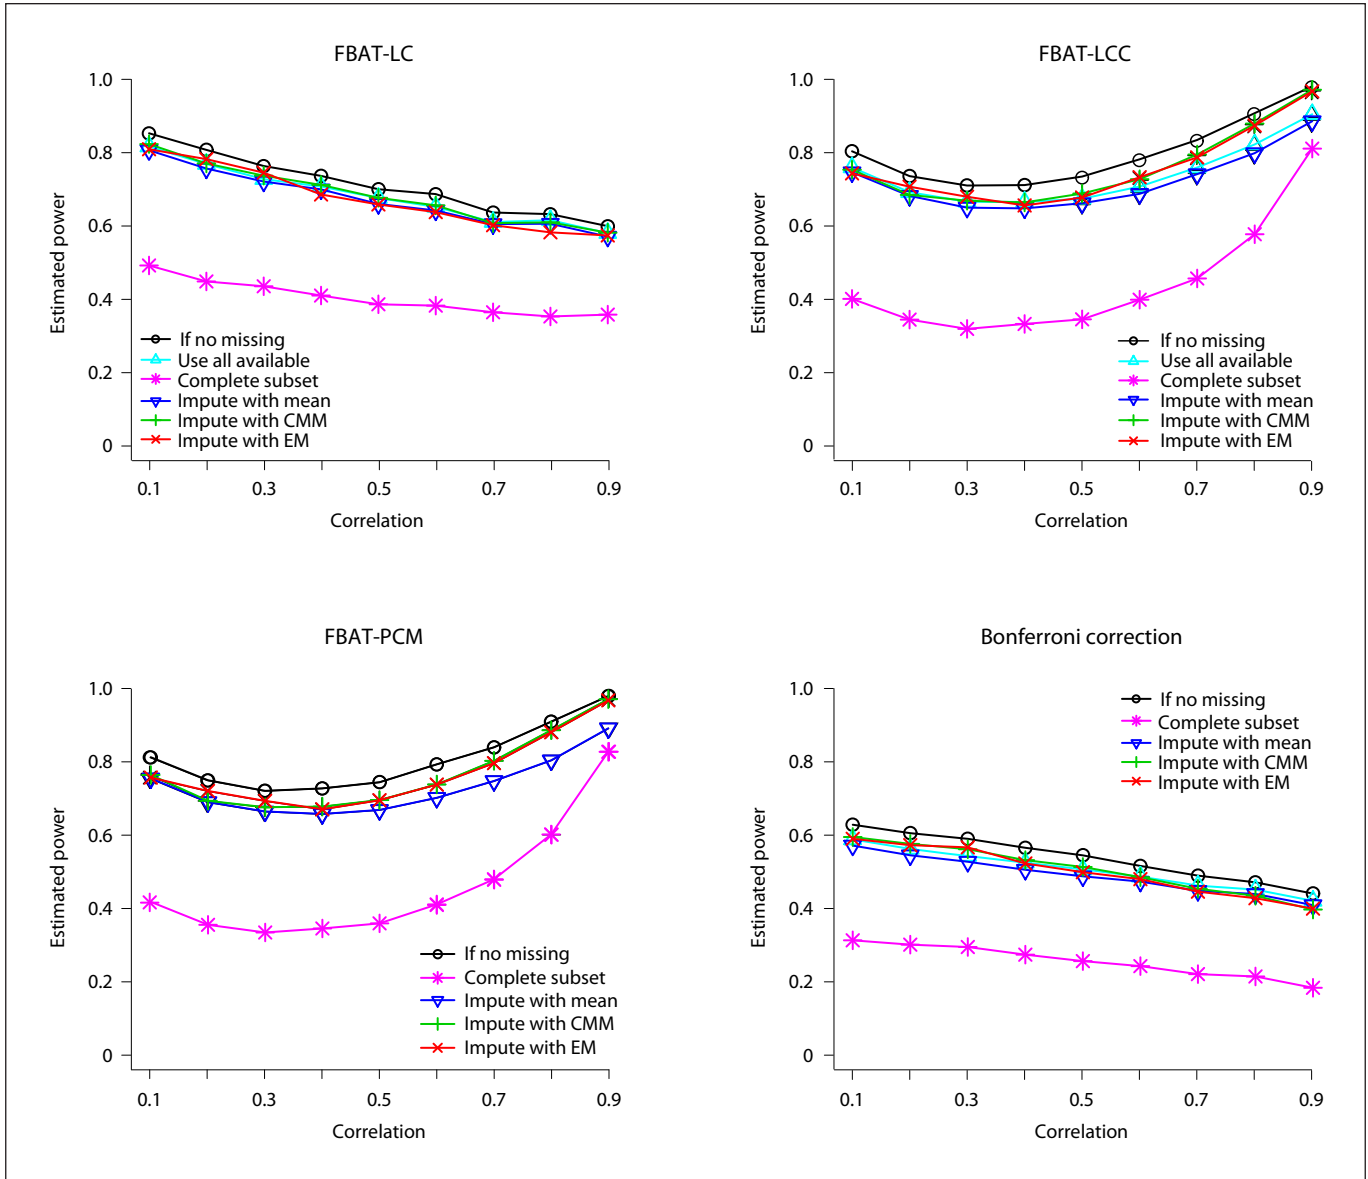 FBAT-LC
1.0
0.8
0.6
0.4
0.2
0
Estimated power
If no missing
Use all available
Complete subset
Impute with mean
Impute with CMM
Impute with EM
0.1 0.3 0.5 0.7 0.9
Correlation
FBAT-LCC
1.0
0.8
0.6
0.4
0.2
0
Estimated power
If no missing
Use all available
Complete subset
Impute with mean
Impute with CMM
Impute with EM
0.1 0.3 0.5 0.7 0.9
Correlation
FBAT-PCM
1.0
0.8
0.6
0.4
0.2
0
Estimated power
If no missing
Complete subset
Impute with mean
Impute with CMM
Impute with EM
0.1 0.3 0.5 0.7 0.9
Correlation
Bonferroni correction
1.0
0.8
0.6
0.4
0.2
0
Estimated power
If no missing
Complete subset
Impute with mean
Impute with CMM
Impute with EM
0.1 0.3 0.5 0.7 0.9
Correlation